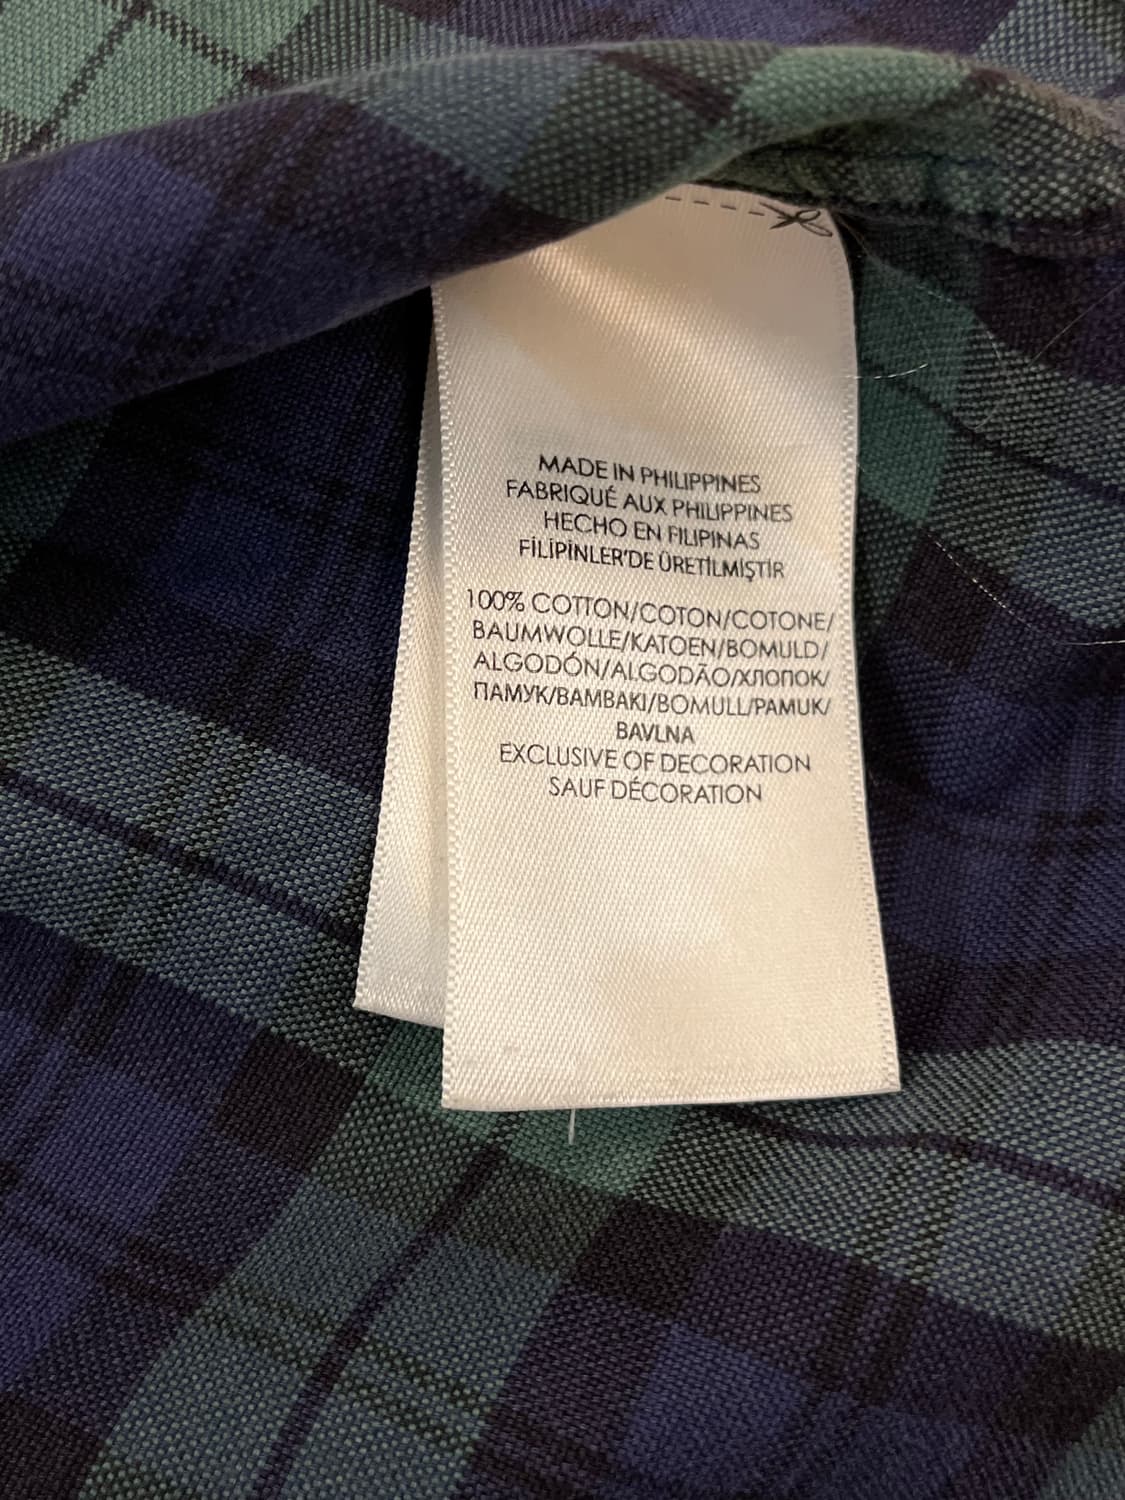 MADE IN PHILIPPINES
FABRIQUÉ AUX PHILIPPINES
HECHO EN FILIPINAS
FİLİPİNLER'DE ÜRETİLMİŞTİR
100% COTTON/COTON/COTONE/
BAUMWOLLE/KATOEN/BOMULD/
ALGODÓN/ALGODÃO/ХЛОПОК/
ПАМУК/ΒΑΜΒΑΚΙ/BOMULL/PAMUK/
BAVLNA
EXCLUSIVE OF DECORATION
SAUF DÉCORATION